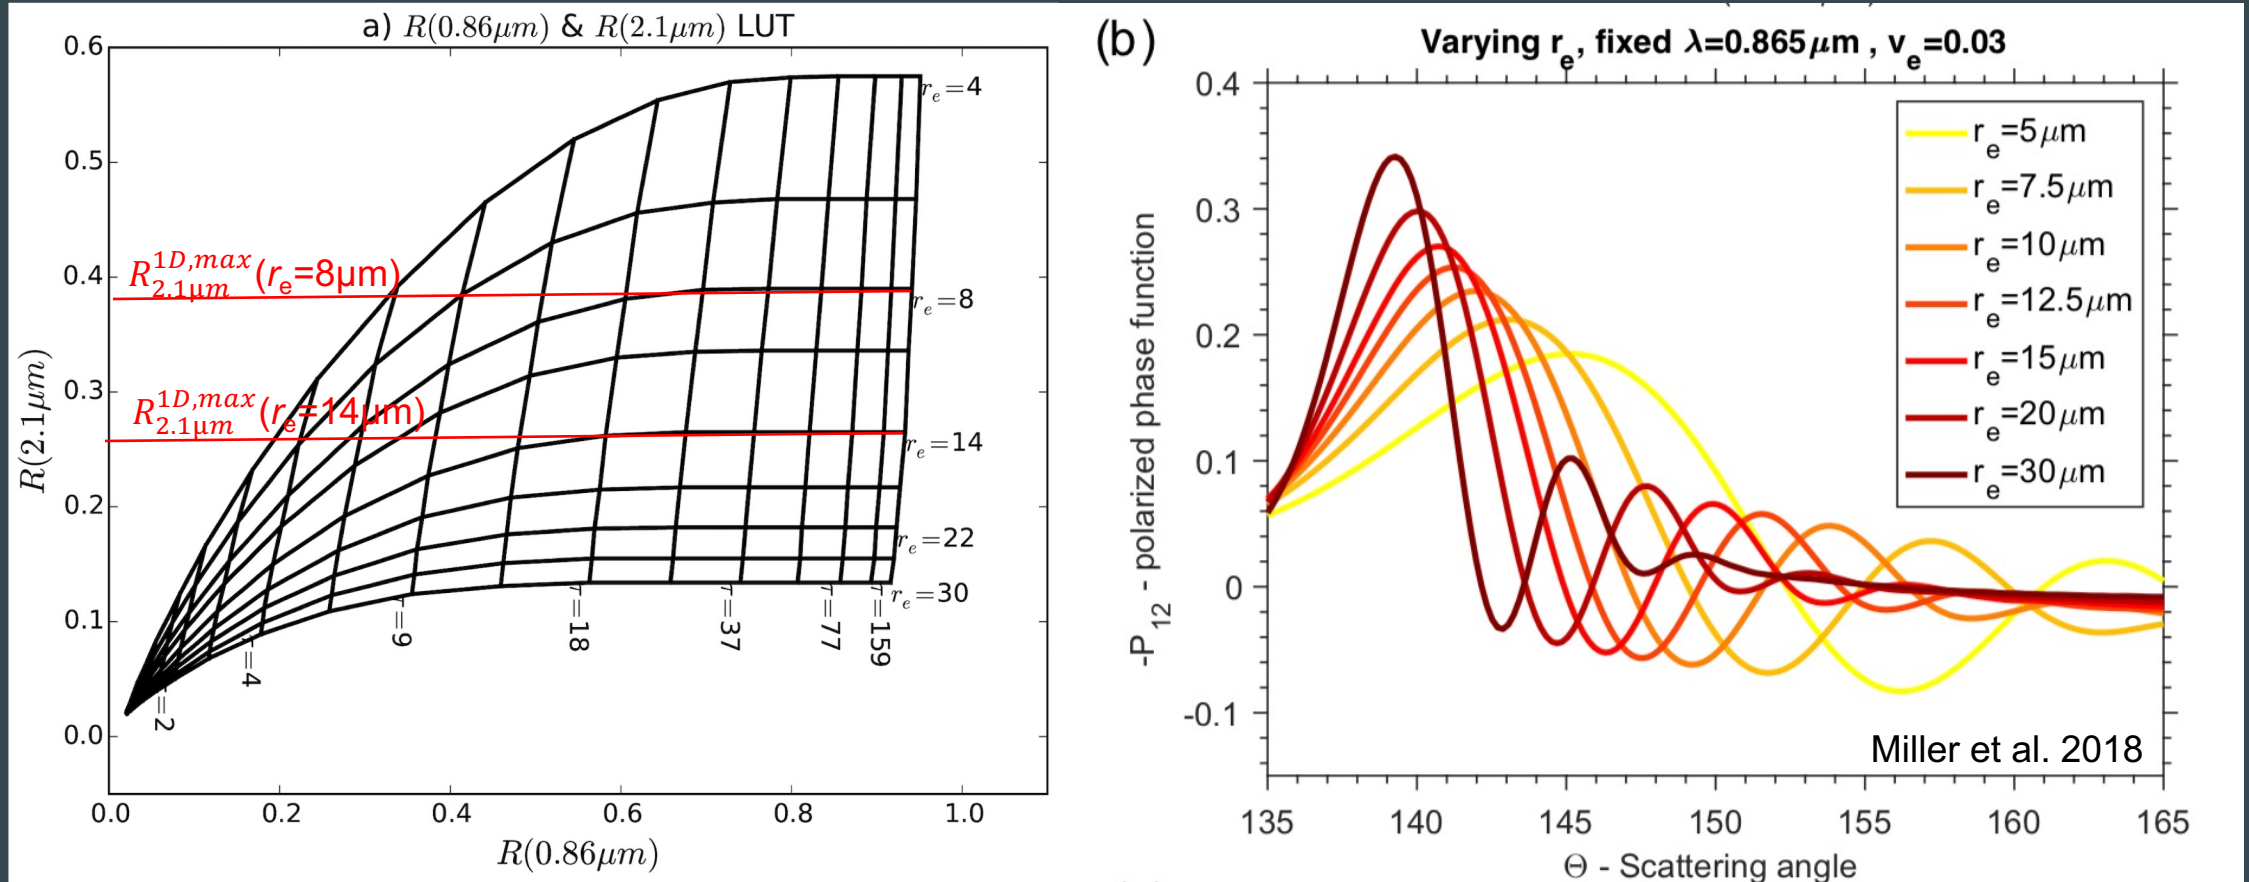 a) R(0.86μm) & R(2.1μm) LUT
0.6
0.5
0.4
0.3
0.2
0.1
0.0
R(2.1μm)
R_{2.1μm}^{1D,max}(r_e=8μm)
R_{2.1μm}^{1D,max}(r_e=14μm)
r_e=4
r_e=8
r_e=14
r_e=22
r_e=30
τ=2
τ=4
τ=9
τ=18
τ=37
τ=77
τ=159
0.0 0.2 0.4 0.6 0.8 1.0
R(0.86μm)
(b)
Varying r_e, fixed λ=0.865μm , v_e=0.03
0.4
0.3
0.2
0.1
0
-0.1
-P_{12} - polarized phase function
r_e=5μm
r_e=7.5μm
r_e=10μm
r_e=12.5μm
r_e=15μm
r_e=20μm
r_e=30μm
Miller et al. 2018
135 140 145 150 155 160 165
Θ - Scattering angle